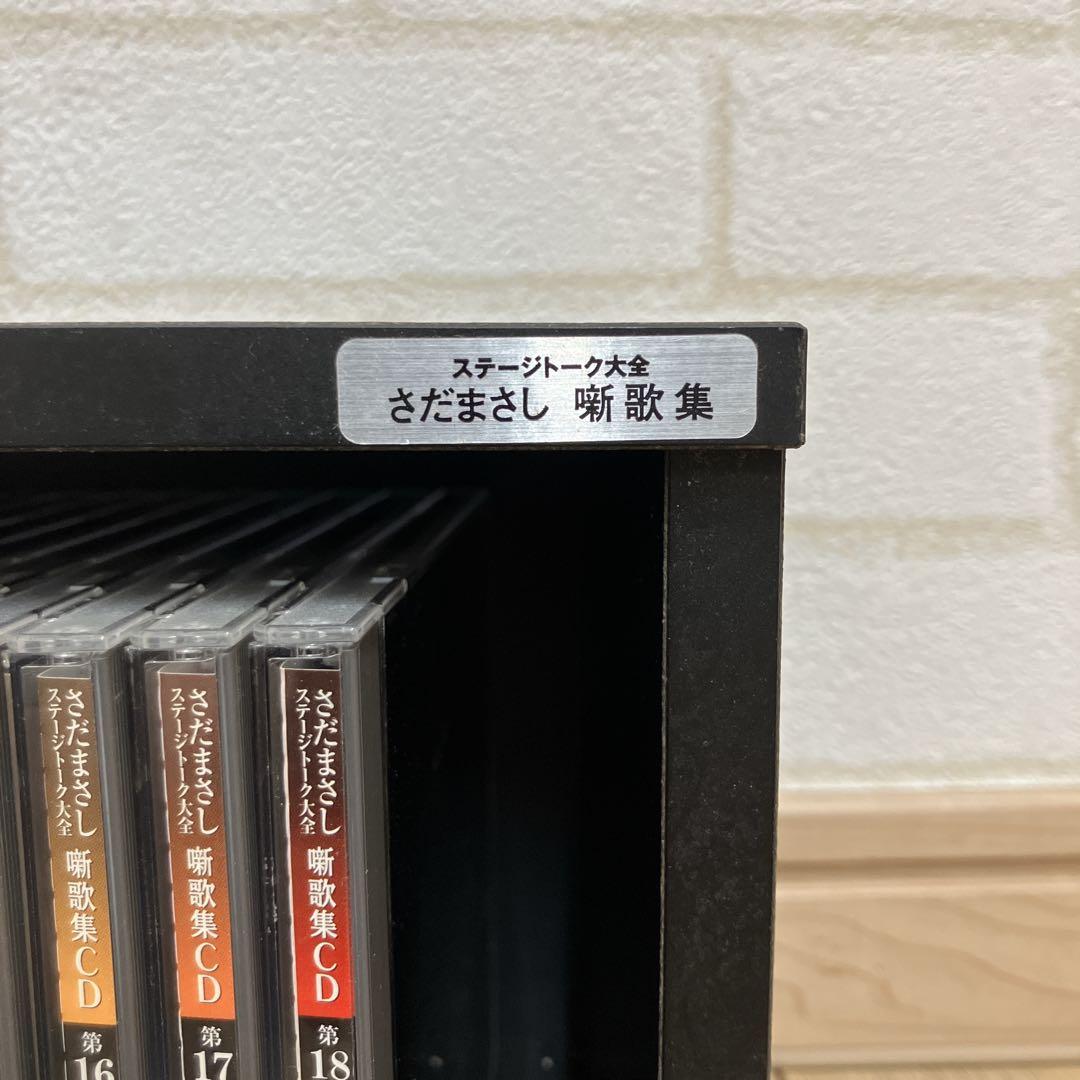 ステージトーク大全
さだまさし 噺歌集
さだまさし
ステージトーク大全
噺歌集CD
第16
さだまさし
ステージトーク大全
噺歌集CD
第17
さだまさし
ステージトーク大全
噺歌集CD
第18